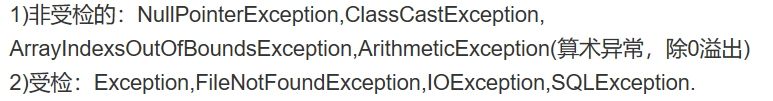 1)非受检的：NullPointerException,ClassCastException,
ArrayIndexsOutOfBoundsException,ArithmeticException(算术异常，除0溢出)
2)受检：Exception,FileNotFoundException,IOException,SQLException.